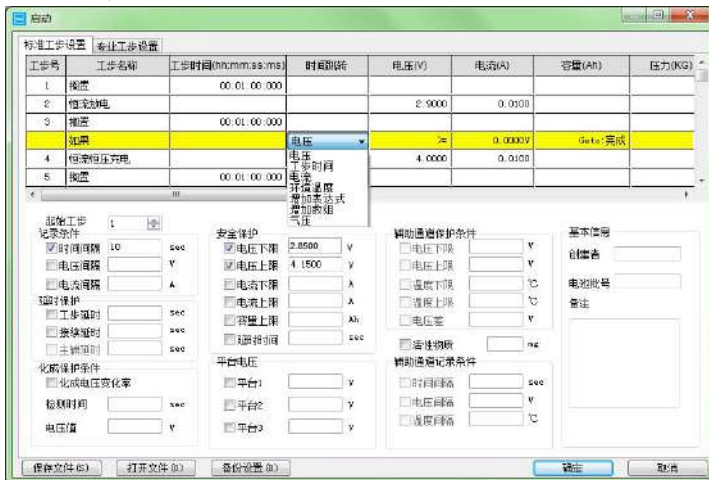 启动
标准工步设置 专业工步设置
工步号 工步名称 工步时间(hh:mm:ss:ms) 时间跳转 电压(V) 电流(A) 容量(Ah) 压力(KG)
1 搁置 00:01:00:000
2 恒流放电 2.9000 0.0100
3 搁置 00:01:00:000
如果 电压 >= 0.0000V Goto:完成
4 恒流恒压充电 4.0000 0.0100
5 搁置 00:01:00:000
电压
工步时间
电流
环境温度
增加表达式
增加数组
气压
起始工步 1
记录条件
时间间隔 10 sec
电压间隔 V
电流间隔 A
延时保护
工步延时 sec
接续延时 sec
主辅延时 sec
化成保护条件
化成电压变化率
检测时间 sec
电压值 V
安全保护
电压下限 2.8500 V
电压上限 4.1500 V
电流下限 A
电流上限 A
容量上限 Ah
延时时间 sec
平台电压
平台1 V
平台2 V
平台3 V
辅助通道保护条件
电压下限 V
电压上限 V
温度下限 ℃
温度上限 ℃
电压差 V
活性物质 mg
辅助通道记录条件
时间间隔 sec
电压间隔 V
温度间隔 ℃
基本信息
创建者
电池批号
备注
保存文件(S) 打开文件(O) 备份设置(B) 确定 取消